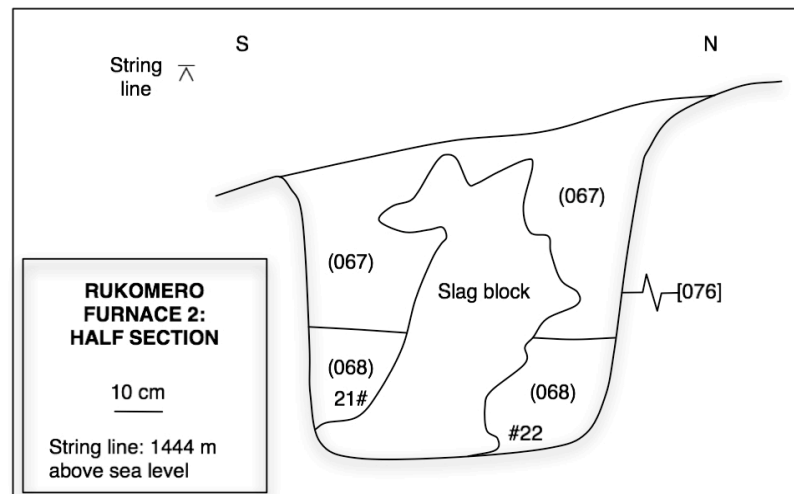 S
N
String
line
(067)
(067)
Slag block
[076]
(068)
21#
(068)
#22
RUKOMERO
FURNACE 2:
HALF SECTION
10 cm
String line: 1444 m
above sea level